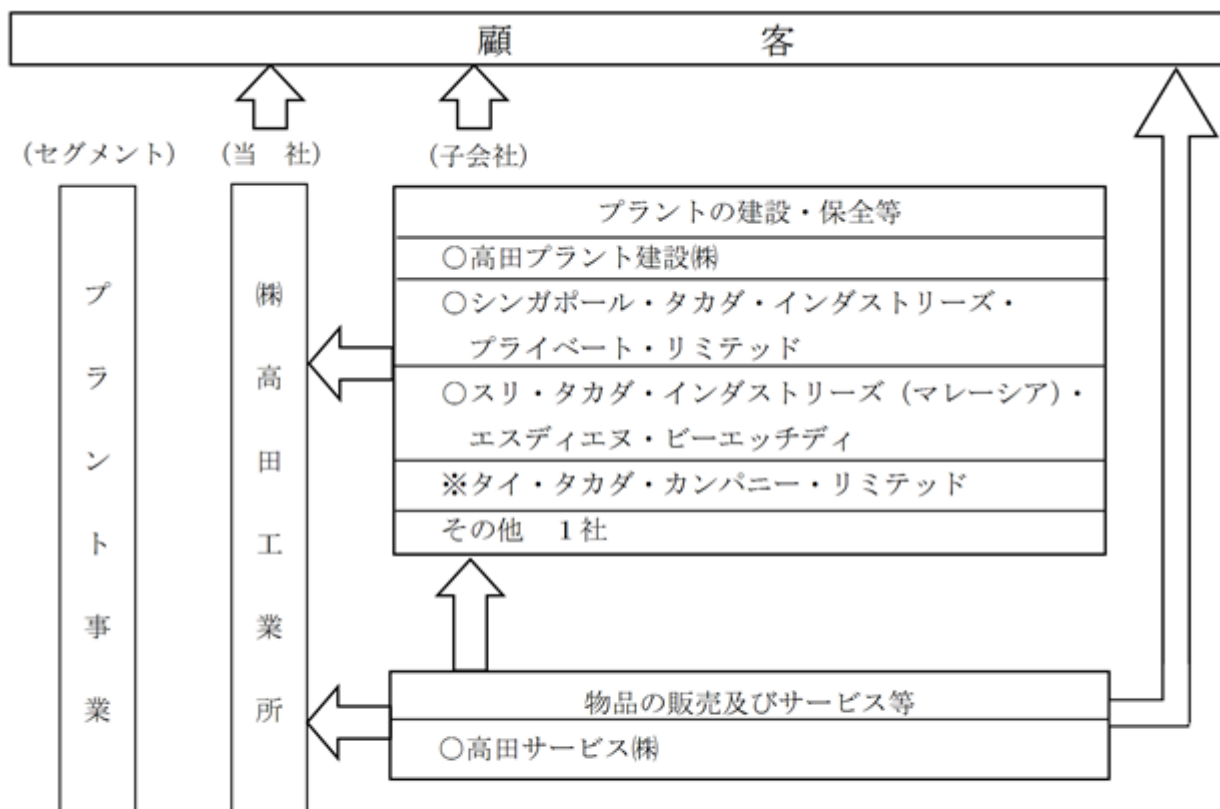 顧　客
(セグメント)
(当　社)
(子会社)
プラント事業
㈱高田工業所
プラントの建設・保全等
○高田プラント建設㈱
○シンガポール・タカダ・インダストリーズ・
プライベート・リミテッド
○スリ・タカダ・インダストリーズ（マレーシア）・
エスディエヌ・ビーエッチディ
※タイ・タカダ・カンパニー・リミテッド
その他　1社
物品の販売及びサービス等
○高田サービス㈱